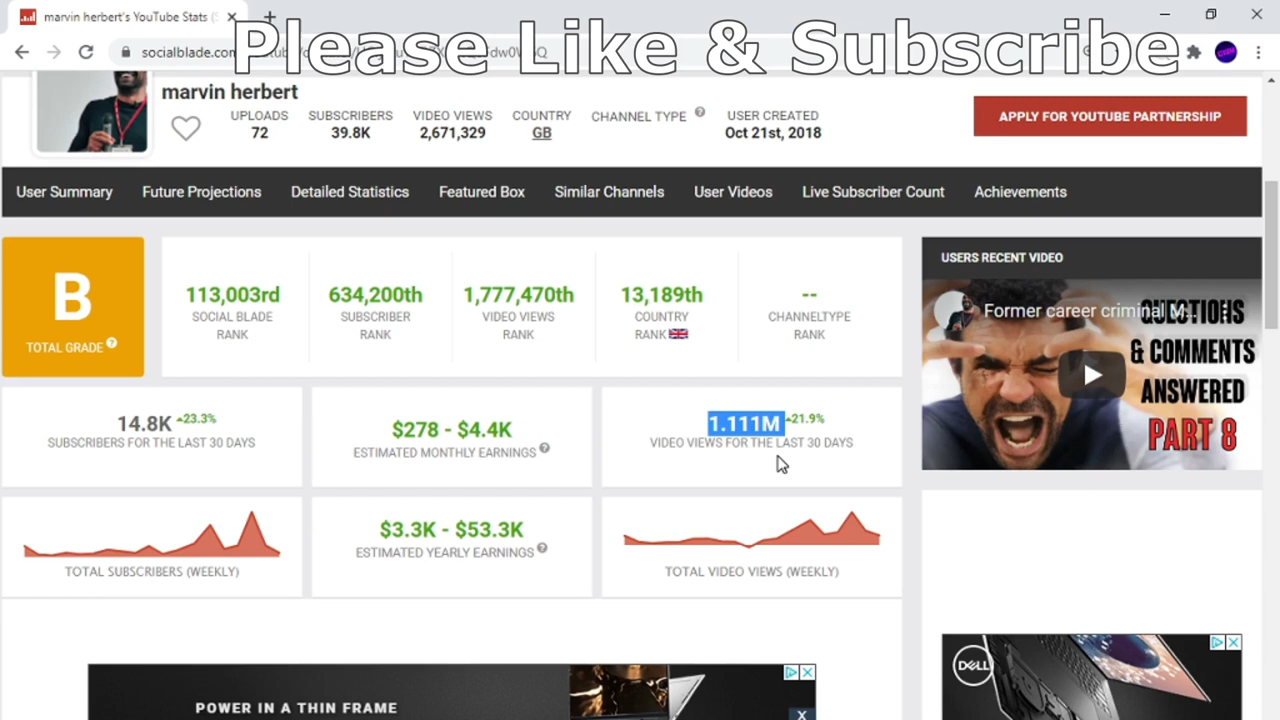 marvin herbert's YouTube Stats (S
Please Like & Subscribe
socialblade.com
marvin herbert
UPLOADS
72
SUBSCRIBERS
39.8K
VIDEO VIEWS
2,671,329
COUNTRY
GB
CHANNEL TYPE ?
USER CREATED
Oct 21st, 2018
APPLY FOR YOUTUBE PARTNERSHIP
User Summary Future Projections Detailed Statistics Featured Box Similar Channels User Videos Live Subscriber Count Achievements
B
TOTAL GRADE ?
113,003rd
SOCIAL BLADE
RANK
634,200th
SUBSCRIBER
RANK
1,777,470th
VIDEO VIEWS
RANK
13,189th
COUNTRY
RANK
--
CHANNELTYPE
RANK
USERS RECENT VIDEO
Former career criminal M...
QUESTIONS
& COMMENTS
ANSWERED
PART 8
14.8K 23.3%
SUBSCRIBERS FOR THE LAST 30 DAYS
$278 - $4.4K
ESTIMATED MONTHLY EARNINGS ?
1.111M 21.9%
VIDEO VIEWS FOR THE LAST 30 DAYS
TOTAL SUBSCRIBERS (WEEKLY)
$3.3K - $53.3K
ESTIMATED YEARLY EARNINGS ?
TOTAL VIDEO VIEWS (WEEKLY)
POWER IN A THIN FRAME
X
DELL